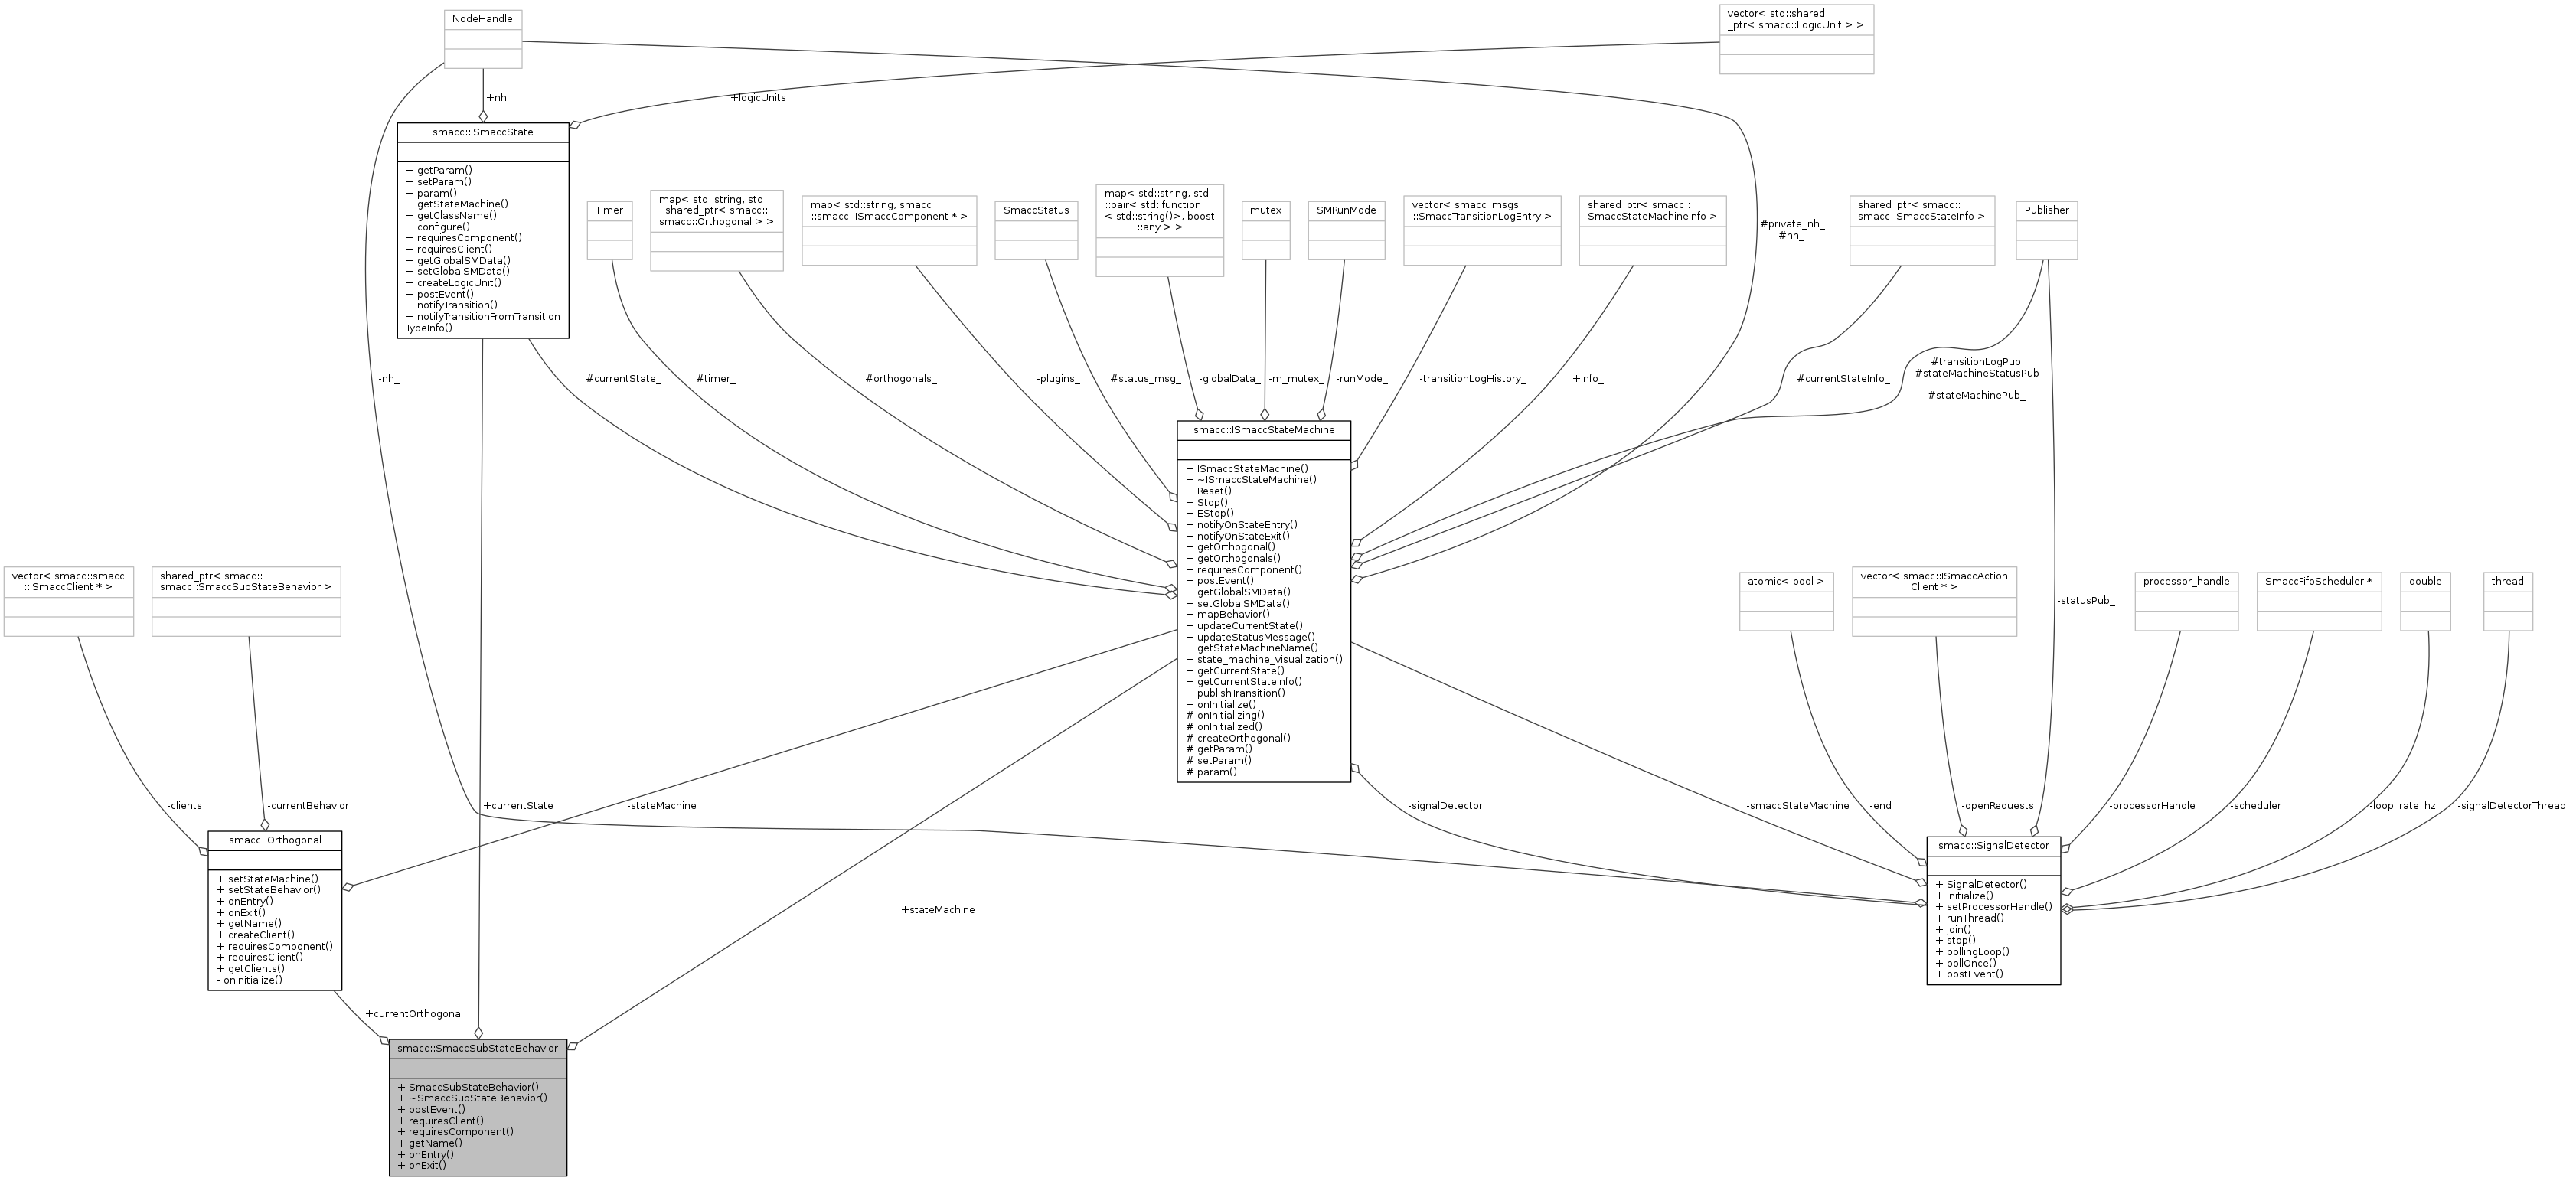 NodeHandle
vector< std::shared
_ptr< smacc::LogicUnit > >
+nh
+logicUnits_
smacc::ISmaccState
+ getParam()
+ setParam()
+ param()
+ getStateMachine()
+ getClassName()
+ configure()
+ requiresComponent()
+ requiresClient()
+ getGlobalSMData()
+ setGlobalSMData()
+ createLogicUnit()
+ postEvent()
+ notifyTransition()
+ notifyTransitionFromTransition
TypeInfo()
Timer
map< std::string, std
::shared_ptr< smacc::
smacc::Orthogonal > >
map< std::string, smacc
::smacc::ISmaccComponent * >
SmaccStatus
map< std::string, std
::pair< std::function
< std::string()>, boost
::any > >
mutex
SMRunMode
vector< smacc_msgs
::SmaccTransitionLogEntry >
shared_ptr< smacc::
SmaccStateMachineInfo >
#private_nh_
#nh_
shared_ptr< smacc::
smacc::SmaccStateInfo >
Publisher
-nh_
#currentState_
#timer_
#orthogonals_
-plugins_
#status_msg_
-globalData_
-m_mutex_
-runMode_
-transitionLogHistory_
+info_
#currentStateInfo_
#transitionLogPub_
#stateMachineStatusPub
_
#stateMachinePub_
smacc::ISmaccStateMachine
+ ISmaccStateMachine()
+ ~ISmaccStateMachine()
+ Reset()
+ Stop()
+ EStop()
+ notifyOnStateEntry()
+ notifyOnStateExit()
+ getOrthogonal()
+ getOrthogonals()
+ requiresComponent()
+ postEvent()
+ getGlobalSMData()
+ setGlobalSMData()
+ mapBehavior()
+ updateCurrentState()
+ updateStatusMessage()
+ getStateMachineName()
+ state_machine_visualization()
+ getCurrentState()
+ getCurrentStateInfo()
+ publishTransition()
+ onInitialize()
# onInitializing()
# onInitialized()
# createOrthogonal()
# getParam()
# setParam()
# param()
vector< smacc::smacc
::ISmaccClient * >
shared_ptr< smacc::
smacc::SmaccSubStateBehavior >
atomic< bool >
vector< smacc::ISmaccAction
Client * >
-statusPub_
processor_handle
SmaccFifoScheduler *
double
thread
-clients_
-currentBehavior_
+currentState
-stateMachine_
-signalDetector_
-smaccStateMachine_
-end_
-openRequests_
-processorHandle_
-scheduler_
-loop_rate_hz
-signalDetectorThread_
smacc::Orthogonal
+ setStateMachine()
+ setStateBehavior()
+ onEntry()
+ onExit()
+ getName()
+ createClient()
+ requiresComponent()
+ requiresClient()
+ getClients()
- onInitialize()
+stateMachine
smacc::SignalDetector
+ SignalDetector()
+ initialize()
+ setProcessorHandle()
+ runThread()
+ join()
+ stop()
+ pollingLoop()
+ pollOnce()
+ postEvent()
+currentOrthogonal
smacc::SmaccSubStateBehavior
+ SmaccSubStateBehavior()
+ ~SmaccSubStateBehavior()
+ postEvent()
+ requiresClient()
+ requiresComponent()
+ getName()
+ onEntry()
+ onExit()